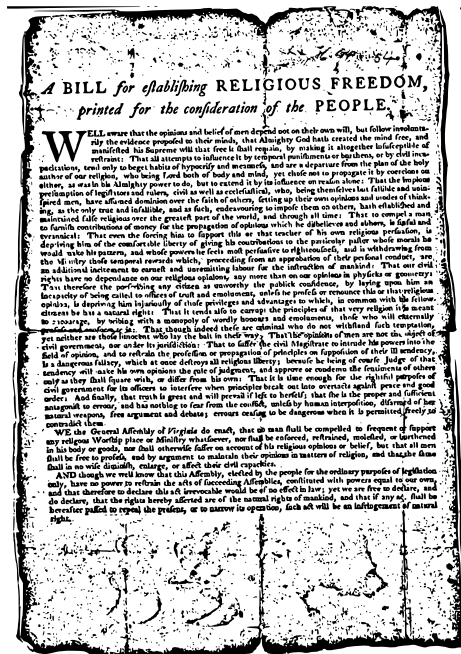 A BILL for eſtabliſhing RELIGIOUS FREEDOM,
printed for the conſideration of the PEOPLE.
WELL aware that the opinions and belief of men depend not on their own will, but follow involunta-
rily the evidence propoſed to their minds, that Almighty God hath created the mind free, and
manifeſted his Supreme will that free it ſhall remain, by making it altogether inſuſceptible of
reſtraint: That all attempts to influence it by temporal puniſhments or burthens, or by civil inca-
pacitations, tend only to beget habits of hypocriſy and meanneſs, and are a departure from the plan of the holy
author of our religion, who being Lord both of body and mind, yet choſe not to propagate it by coercions on
either, as was in his Almighty power to do, but to extend it by its influence on reaſon alone: That the impious
preſumption of legiſlators and rulers, civil as well as eccleſiaſtical, who, being themſelves but fallible and unin-
ſpired men, have aſſumed dominion over the faith of others, ſetting up their own opinions and modes of think-
ing, as the only true and infallible, and as ſuch, endeavouring to impoſe them on others, hath eſtabliſhed and
maintained falſe religions over the greateſt part of the world, and through all time: That to compel a man,
to furniſh contributions of money for the propagation of opinions which he diſbelieves and abhors, is ſinful and
tyrannical: That even the forcing him to ſupport this or that teacher of his own religious perſuaſion, is
depriving him of the comfortable liberty of giving his contributions to the particular paſtor whoſe morals he
would make his pattern, and whoſe powers he feels moſt perſuaſive to righteouſneſs, and is withdrawing from
the Miniſtry thoſe temporal rewards which, proceeding from an approbation of their perſonal conduct, are
an additional incitement to earneſt and unremitting labour for the inſtruction of mankind: That our civil
rights have no dependance on our religious opinions, any more than our opinions in phyſicks or geometry:
That therefore the proſcribing any citizen as unworthy the publick confidence, by laying upon him an
incapacity of being called to offices of truſt and emolument, unleſs he profeſs or renounce this or that religious
opinion, is depriving him injuriouſly of thoſe privileges and advantages to which, in common with his fellow
citizens he has a natural right: That it tends alſo to corrupt the principles of that very religion it is meant
to encourage, by bribing with a monopoly of wordly honours and emoluments, thoſe who will externally
profeſs and conform to it: That though indeed theſe are criminal who do not withſtand ſuch temptation,
yet neither are thoſe innocent who lay the bait in their way: That the opinions of men are not the object of
civil government, nor under its juriſdiction: That to ſuffer the civil Magiſtrate to intrude his powers into the
field of opinion, and to reſtrain the profeſſion or propagation of principles on ſuppoſition of their ill tendency,
is a dangerous fallacy, which at once deſtroys all religious liberty; becauſe he being of courſe Judge of that
tendency will make his own opinions the rule of judgment, and approve or condemn the ſentiments of others
only as they ſhall ſquare with, or differ from his own: That it is time enough for the rightful purpoſes of
civil government for its officers to interfere when principles break out into overt acts againſt peace and good
order: And finally, that truth is great and will prevail if left to herſelf; that ſhe is the proper and ſufficient
antagoniſt to errour, and has nothing to fear from the conflict, unleſs by human interpoſition, diſarmed of her
natural weapons, free argument and debate; errours ceaſing to be dangerous when it is permitted freely to
contradict them.
WE the General Aſſembly of Virginia do enact, that no man ſhall be compelled to frequent or ſupport
any religous Worſhip place or Miniſtry whatſoever, nor ſhall be enforced, reſtrained, moleſted, or burthened
in his body or goods, nor ſhall otherwiſe ſuffer on account of his religious opinions or belief, but that all men
ſhall be free to profeſs, and by argument to maintain their opinions in matters of religion, and that the ſame
ſhall in no wiſe diminiſh, enlarge, or affect their civil capacities.
AND though we well know that this Aſſembly, elected by the people for the ordinary purpoſes of legiſlation
only, have no power to reſtrain the acts of ſucceeding Aſſemblies, conſtituted with powers equal to our own,
and that therefore to declare this act irrevocable would be of no effect in law; yet we are free to declare, and
do declare, that the rights hereby aſſerted are of the natural rights of mankind, and that if any act ſhall be
hereafter paſſed to repeal the preſent, or to narrow its operation, ſuch act will be an infringement of natural
right.